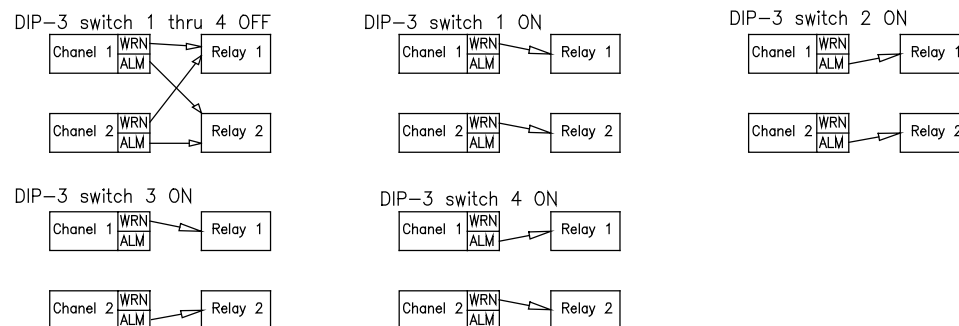 DIP-3 switch 1 thru 4 OFF
Chanel 1 WRN ALM Relay 1
Chanel 2 WRN ALM Relay 2
DIP-3 switch 1 ON
Chanel 1 WRN ALM Relay 1
Chanel 2 WRN ALM Relay 2
DIP-3 switch 2 ON
Chanel 1 WRN ALM Relay 1
Chanel 2 WRN ALM Relay 2
DIP-3 switch 3 ON
Chanel 1 WRN ALM Relay 1
Chanel 2 WRN ALM Relay 2
DIP-3 switch 4 ON
Chanel 1 WRN ALM Relay 1
Chanel 2 WRN ALM Relay 2